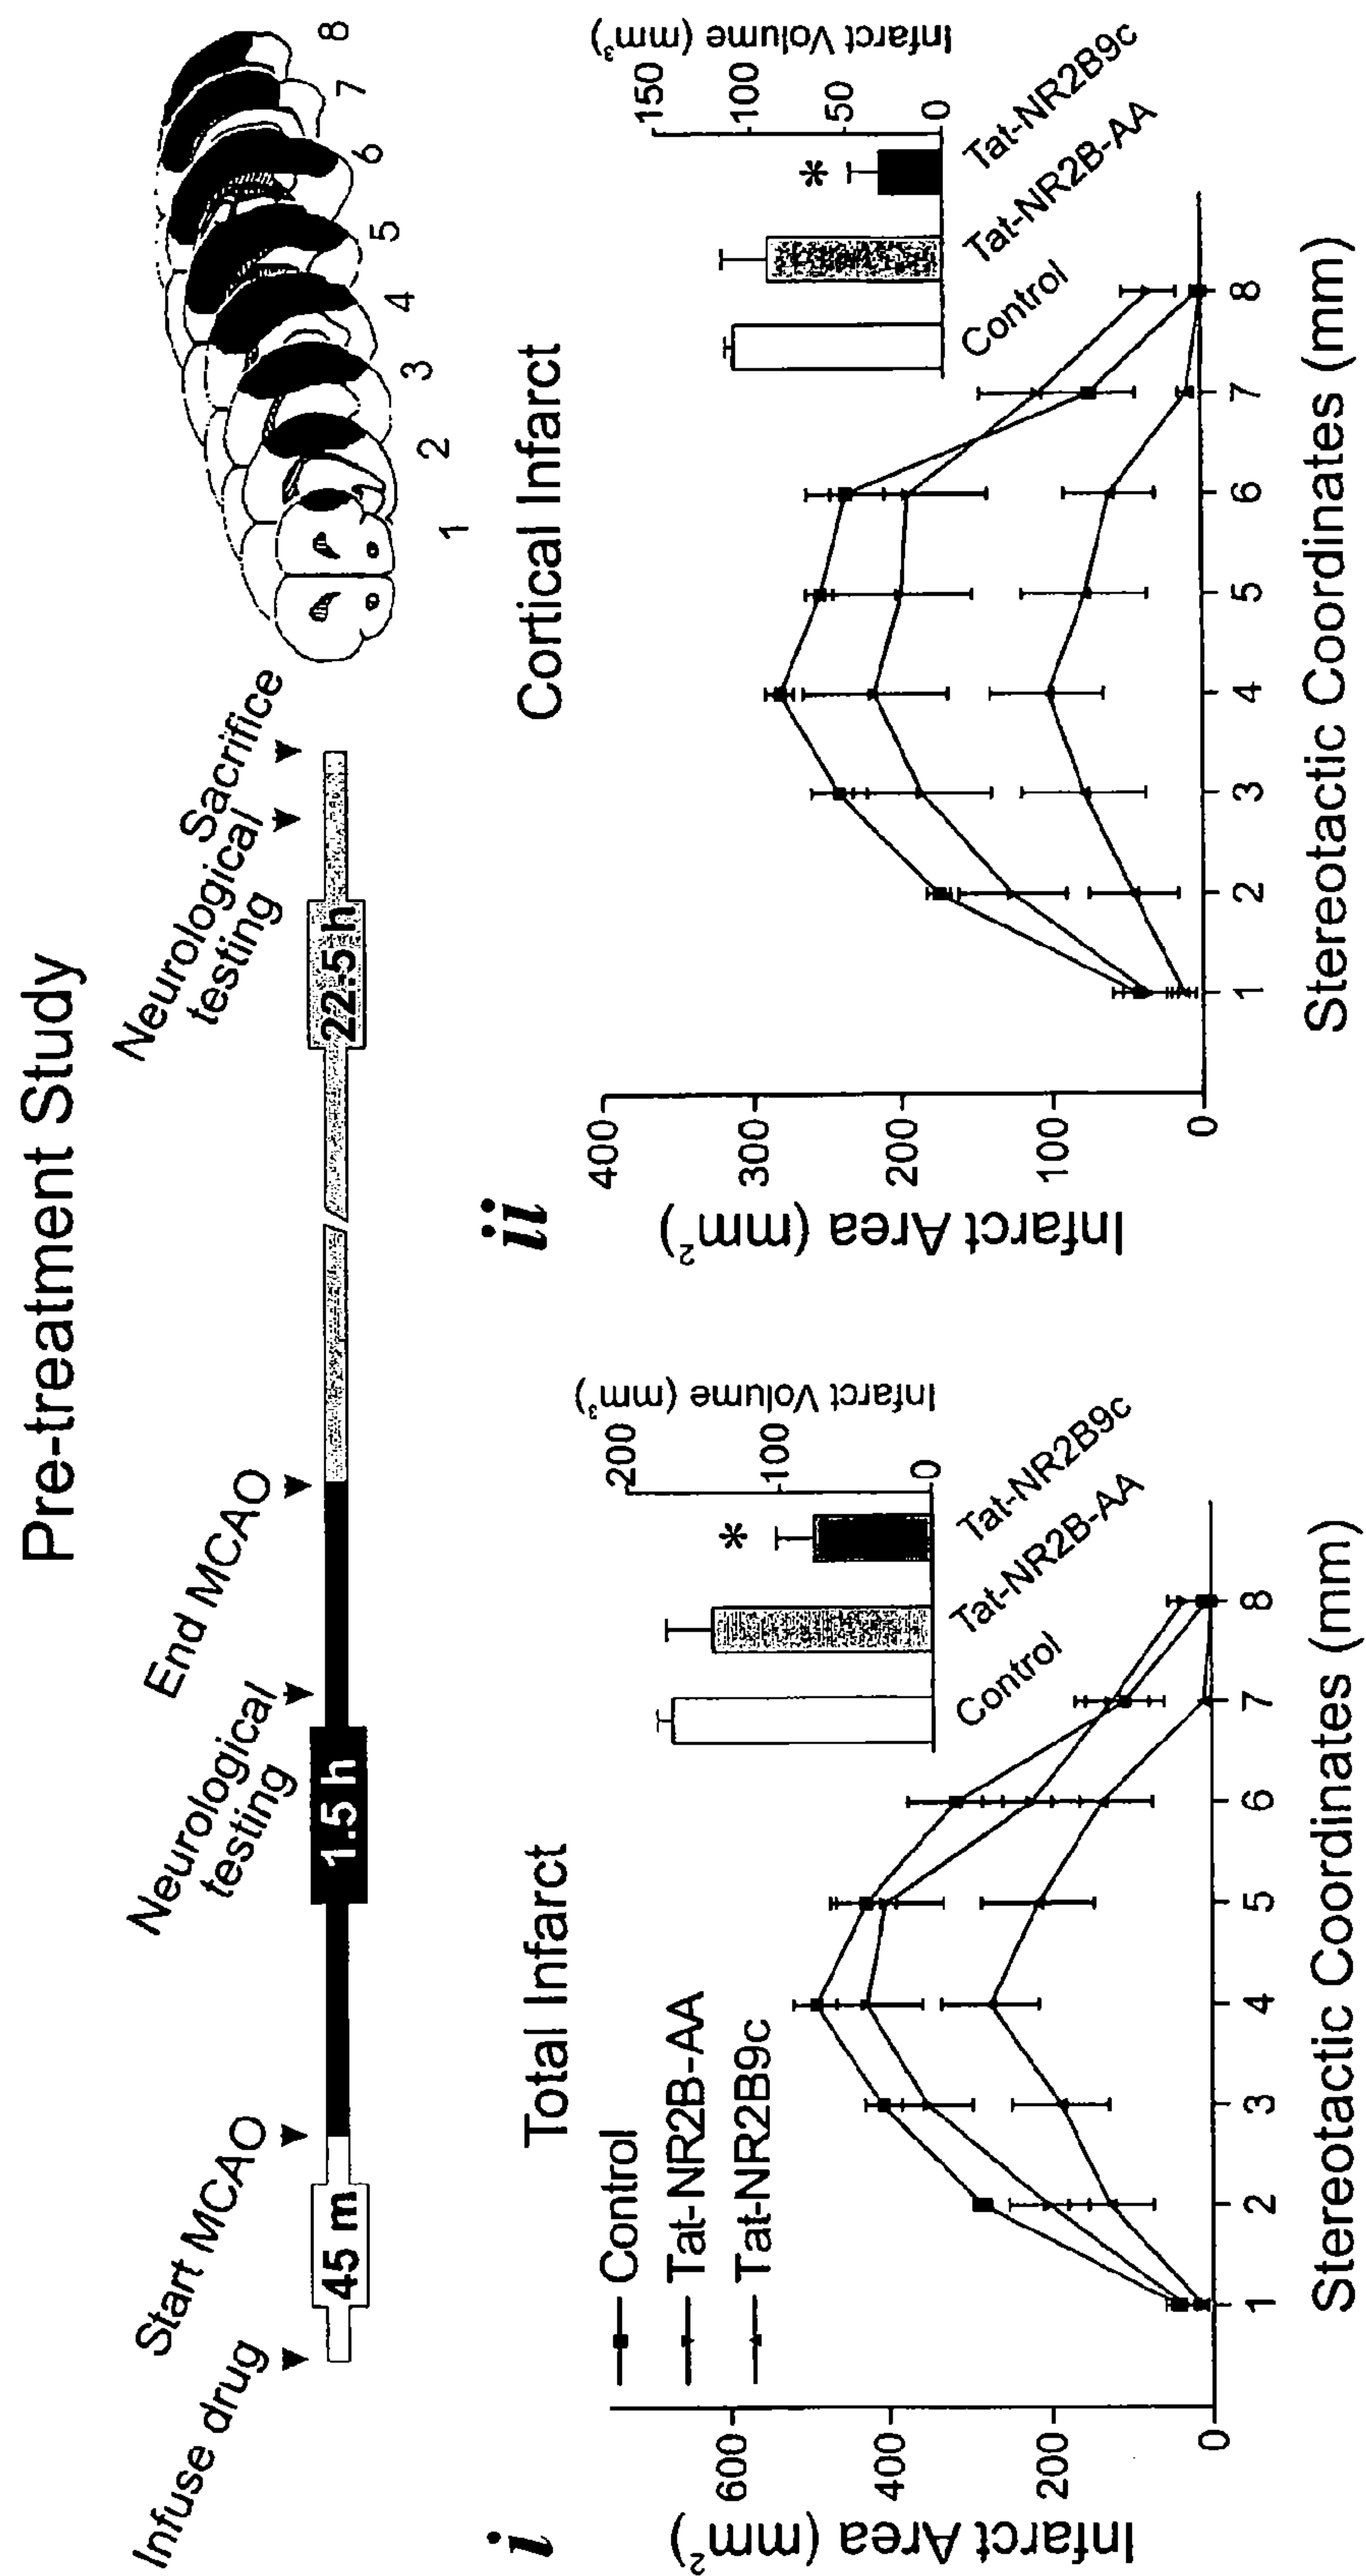 Pre-treatment Study
Infuse drug
Start MCAO
Neurological
testing
End MCAO
Neurological
testing
Sacrifice
45 m
1.5 h
22.5 h
1 2 3 4 5 6 7 8
i
Total Infarct
Control
Tat-NR2B-AA
Tat-NR2B9c
Infarct Area (mm²)
600
400
200
0
1 2 3 4 5 6 7 8
Stereotactic Coordinates (mm)
200
100
0
Infarct Volume (mm³)
*
Control
Tat-NR2B-AA
Tat-NR2B9c
ii
Cortical Infarct
Infarct Area (mm²)
400
300
200
100
0
1 2 3 4 5 6 7 8
Stereotactic Coordinates (mm)
150
100
50
0
Infarct Volume (mm³)
*
Control
Tat-NR2B-AA
Tat-NR2B9c